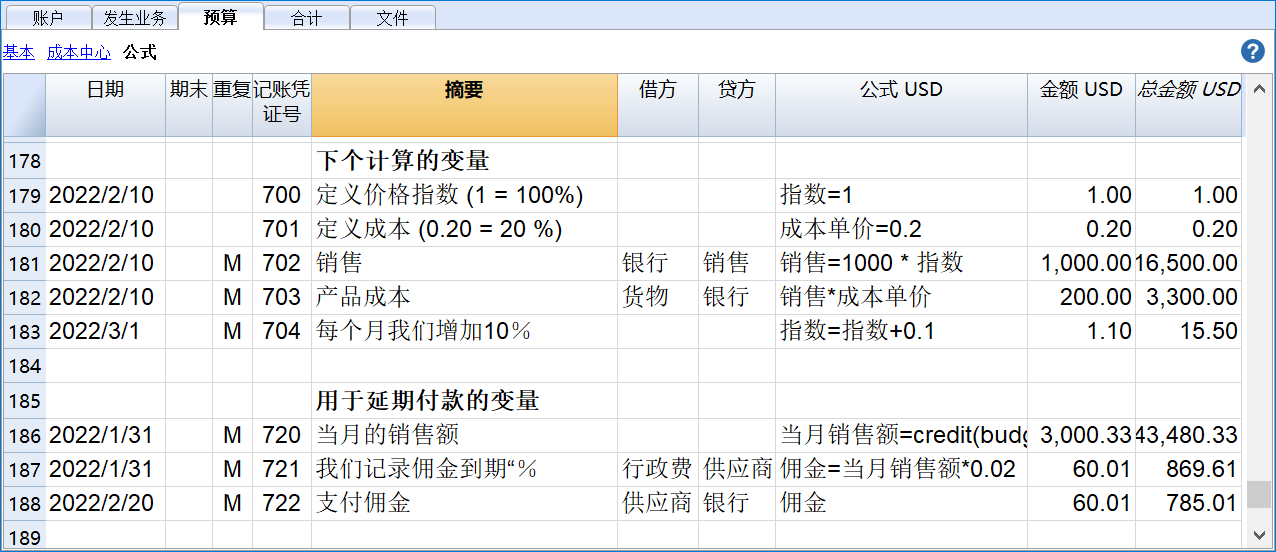 账户 发生业务 预算 合计 文件
基本 成本中心 公式 ?
日期 期末 重复 记账凭证号 摘要 借方 贷方 公式 USD 金额 USD 总金额 USD
178 下个计算的变量
179 2022/2/10 700 定义价格指数 (1 = 100%) 指数=1 1.00 1.00
180 2022/2/10 701 定义成本 (0.20 = 20 %) 成本单价=0.2 0.20 0.20
181 2022/2/10 M 702 销售 银行 销售 销售=1000 * 指数 1,000.00 16,500.00
182 2022/2/10 M 703 产品成本 货物 银行 销售*成本单价 200.00 3,300.00
183 2022/3/1 M 704 每个月我们增加10% 指数=指数+0.1 1.10 15.50
184
185 用于延期付款的变量
186 2022/1/31 M 720 当月的销售额 当月销售额=credit(budg 3,000.33 43,480.33
187 2022/1/31 M 721 我们记录佣金到期“% 行政费 供应商 佣金=当月销售额*0.02 60.01 869.61
188 2022/2/20 M 722 支付佣金 供应商 银行 佣金 60.01 785.01
189